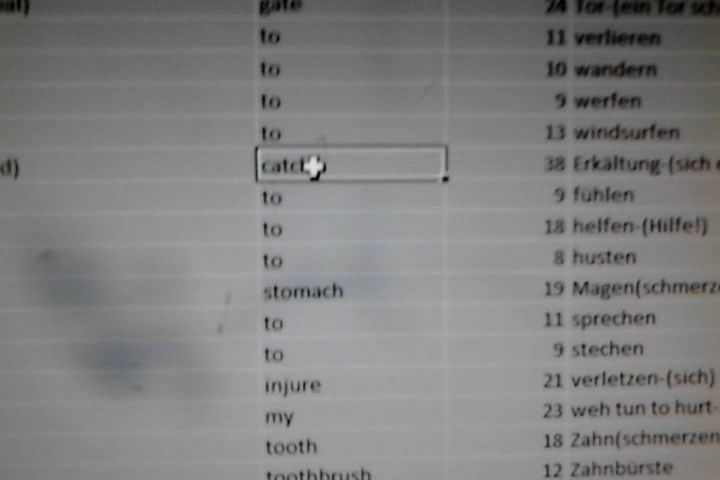 gate 24 Tor-(ein Tor sch
to 11 verlieren
to 10 wandern
to 9 werfen
to 13 windsurfen
d) catch 38 Erkältung-(sich e
to 9 fühlen
to 18 helfen-(Hilfe!)
to 8 husten
stomach 19 Magen(schmerze
to 11 sprechen
to 9 stechen
injure 21 verletzen-(sich)
my 23 weh tun to hurt-
tooth 18 Zahn(schmerzen
toothbrush 12 Zahnbürste